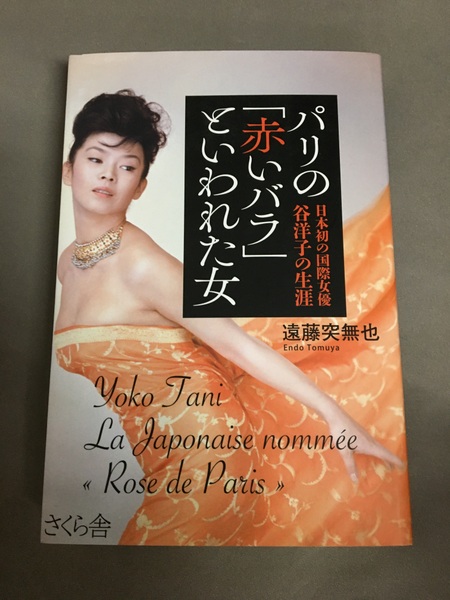 パリの
「赤いバラ」
といわれた女
日本初の国際女優
谷洋子の生涯
遠藤突無也
Endo Tomuya
Yoko Tani
La Japonaise nommée
« Rose de Paris »
さくら舎